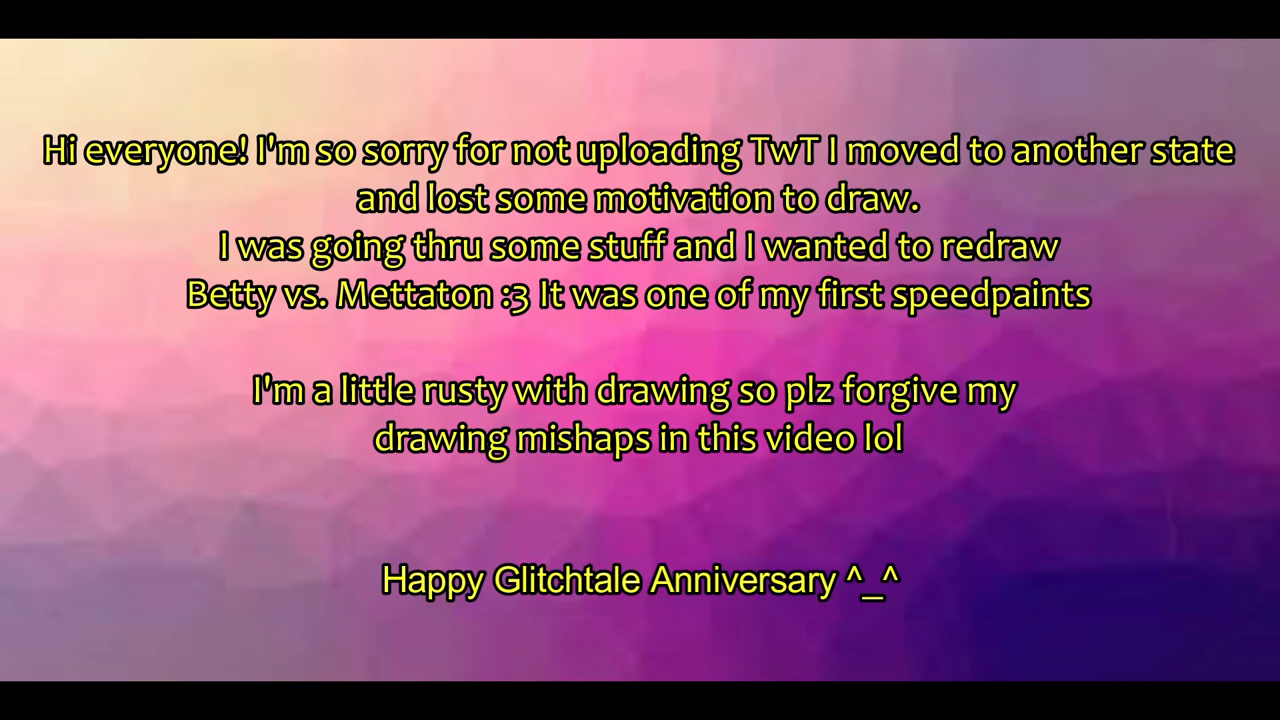 Hi everyone! I'm so sorry for not uploading TwT I moved to another state
and lost some motivation to draw.
I was going thru some stuff and I wanted to redraw
Betty vs. Mettaton :3 It was one of my first speedpaints
I'm a little rusty with drawing so plz forgive my
drawing mishaps in this video lol
Happy Glitchtale Anniversary ^_^